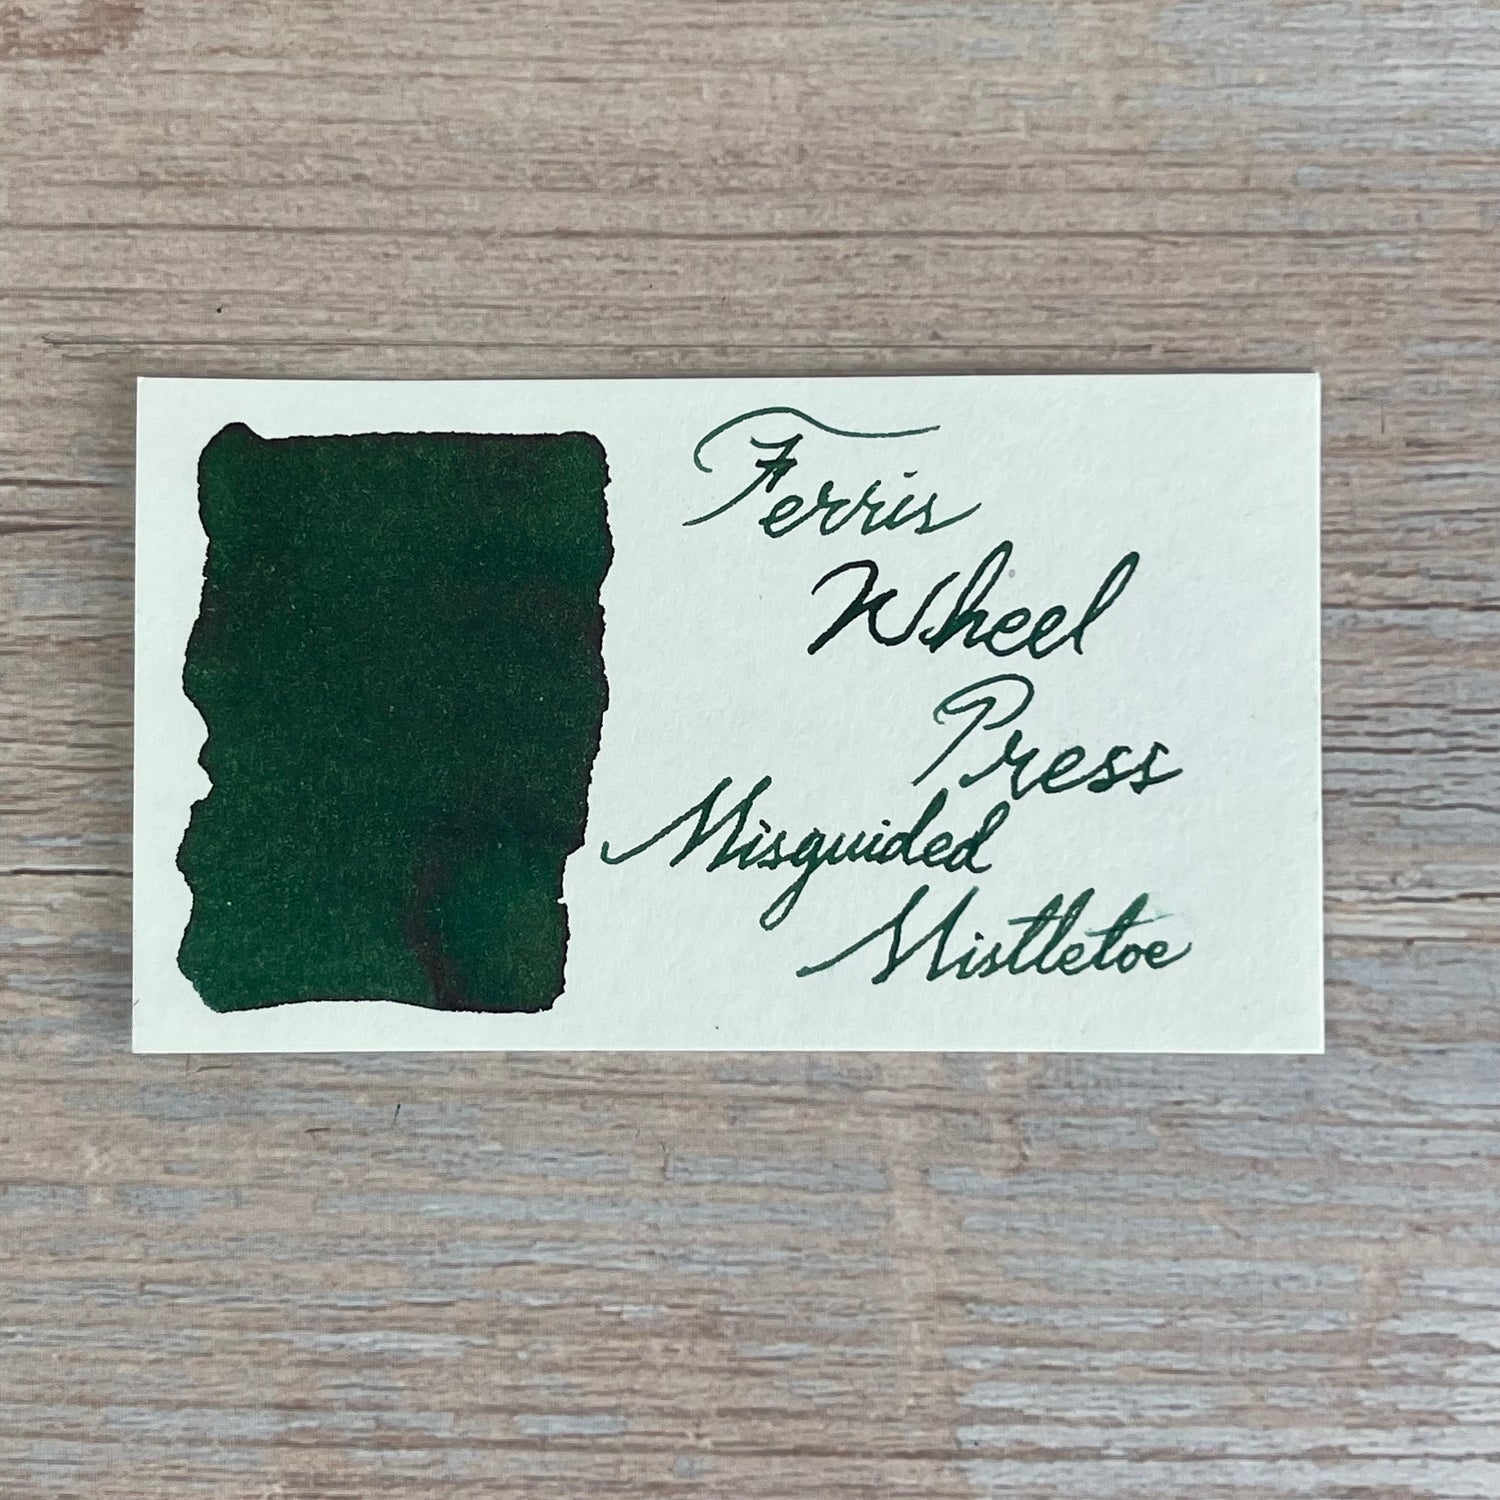 Ferris
Wheel
Press
Misguided
Mistletoe